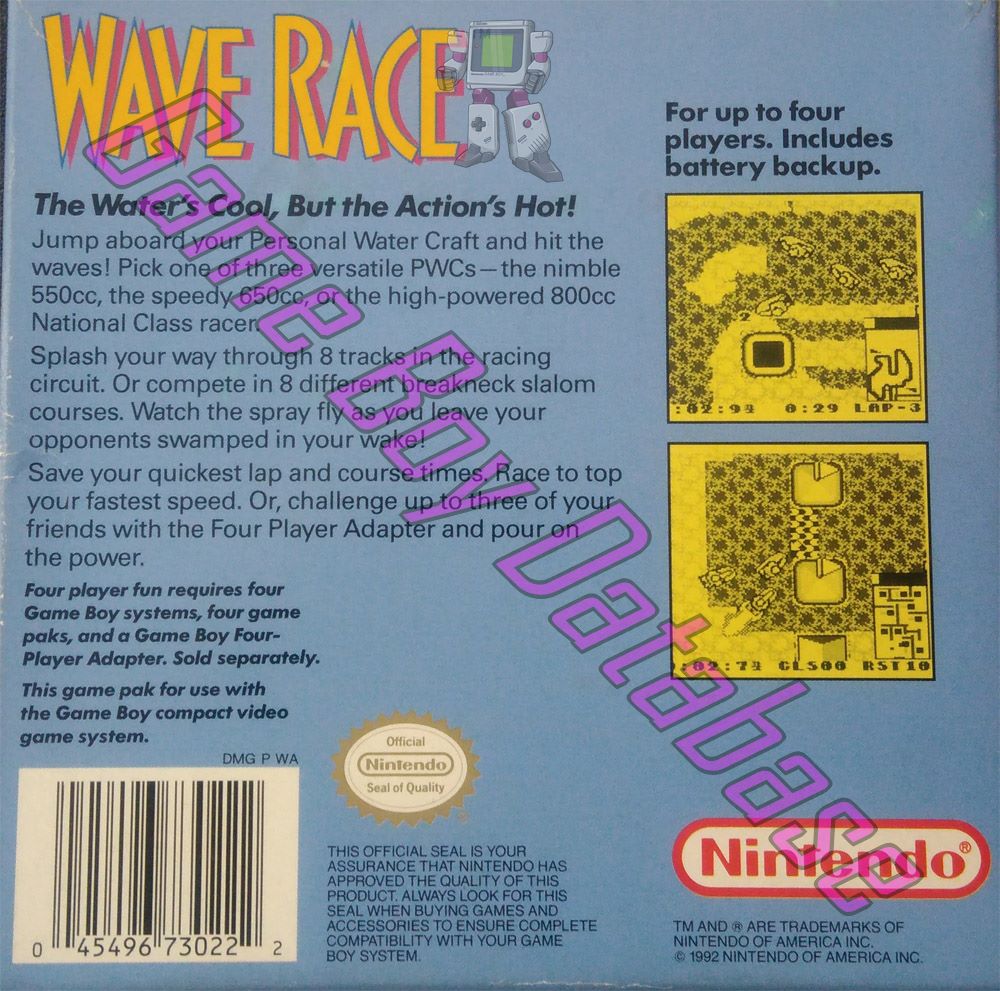 WAVE RACE
For up to four
players. Includes
battery backup.
The Water's Cool, But the Action's Hot!
Jump aboard your Personal Water Craft and hit the
waves! Pick one of three versatile PWCs—the nimble
550cc, the speedy 650cc, or the high-powered 800cc
National Class racer.
Splash your way through 8 tracks in the racing
circuit. Or compete in 8 different breakneck slalom
courses. Watch the spray fly as you leave your
opponents swamped in your wake!
Save your quickest lap and course times. Race to top
your fastest speed. Or, challenge up to three of your
friends with the Four Player Adapter and pour on
the power.
Four player fun requires four
Game Boy systems, four game
paks, and a Game Boy Four-
Player Adapter. Sold separately.
This game pak for use with
the Game Boy compact video
game system.
DMG P WA
0 45496 73022 2
Official
Nintendo
Seal of Quality
THIS OFFICIAL SEAL IS YOUR
ASSURANCE THAT NINTENDO HAS
APPROVED THE QUALITY OF THIS
PRODUCT. ALWAYS LOOK FOR THIS
SEAL WHEN BUYING GAMES AND
ACCESSORIES TO ENSURE COMPLETE
COMPATIBILITY WITH YOUR GAME
BOY SYSTEM.
:02:94 0:29 LAP-3
:02:74 CLS00 RST10
Nintendo®
TM AND ® ARE TRADEMARKS OF
NINTENDO OF AMERICA INC.
© 1992 NINTENDO OF AMERICA INC.
Game Boy Database